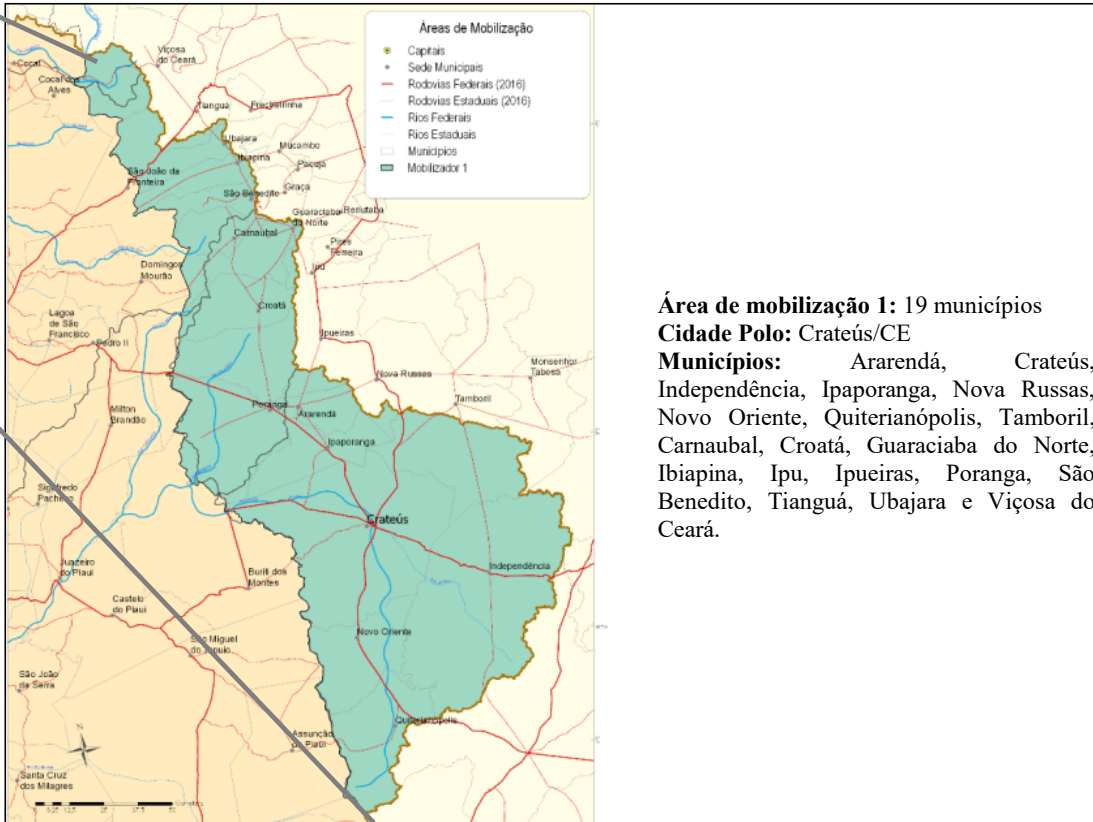 Áreas de Mobilização
Capitais
Sede Municipais
Rodovias Federais (2016)
Rodovias Estaduais (2016)
Rios Federais
Rios Estaduais
Municípios
Mobilizador 1
Viçosa
do Ceará
Cocal
Cocal dos
Alves
Tianguá
Frecheirinha
Ubajara
Mucambo
Ibiapina
Pacujá
São João da
Fronteira
Graça
São Benedito
Guaraciaba
do Norte
Reriutaba
Carnaubal
Pires
Ferreira
Ipu
Domingos
Mourão
Croatá
Lagoa
de São
Francisco
Pedro II
Ipueiras
Monsenhor
Tabosa
Nova Russas
Tamboril
Milton
Brandão
Poranga
Ararendá
Ipaporanga
Sigefredo
Pacheco
Crateús
Juazeiro
do Piauí
Buriti dos
Montes
Independência
Castelo
do Piauí
Novo Oriente
São Miguel
do Tapuio
São João
da Serra
Quiterianópolis
Assunção
do Piauí
N
Santa Cruz
dos Milagres
Área de mobilização 1: 19 municípios
Cidade Polo: Crateús/CE
Municípios: Ararendá, Crateús,
Independência, Ipaporanga, Nova Russas,
Novo Oriente, Quiterianópolis, Tamboril,
Carnaubal, Croatá, Guaraciaba do Norte,
Ibiapina, Ipu, Ipueiras, Poranga, São
Benedito, Tianguá, Ubajara e Viçosa do
Ceará.